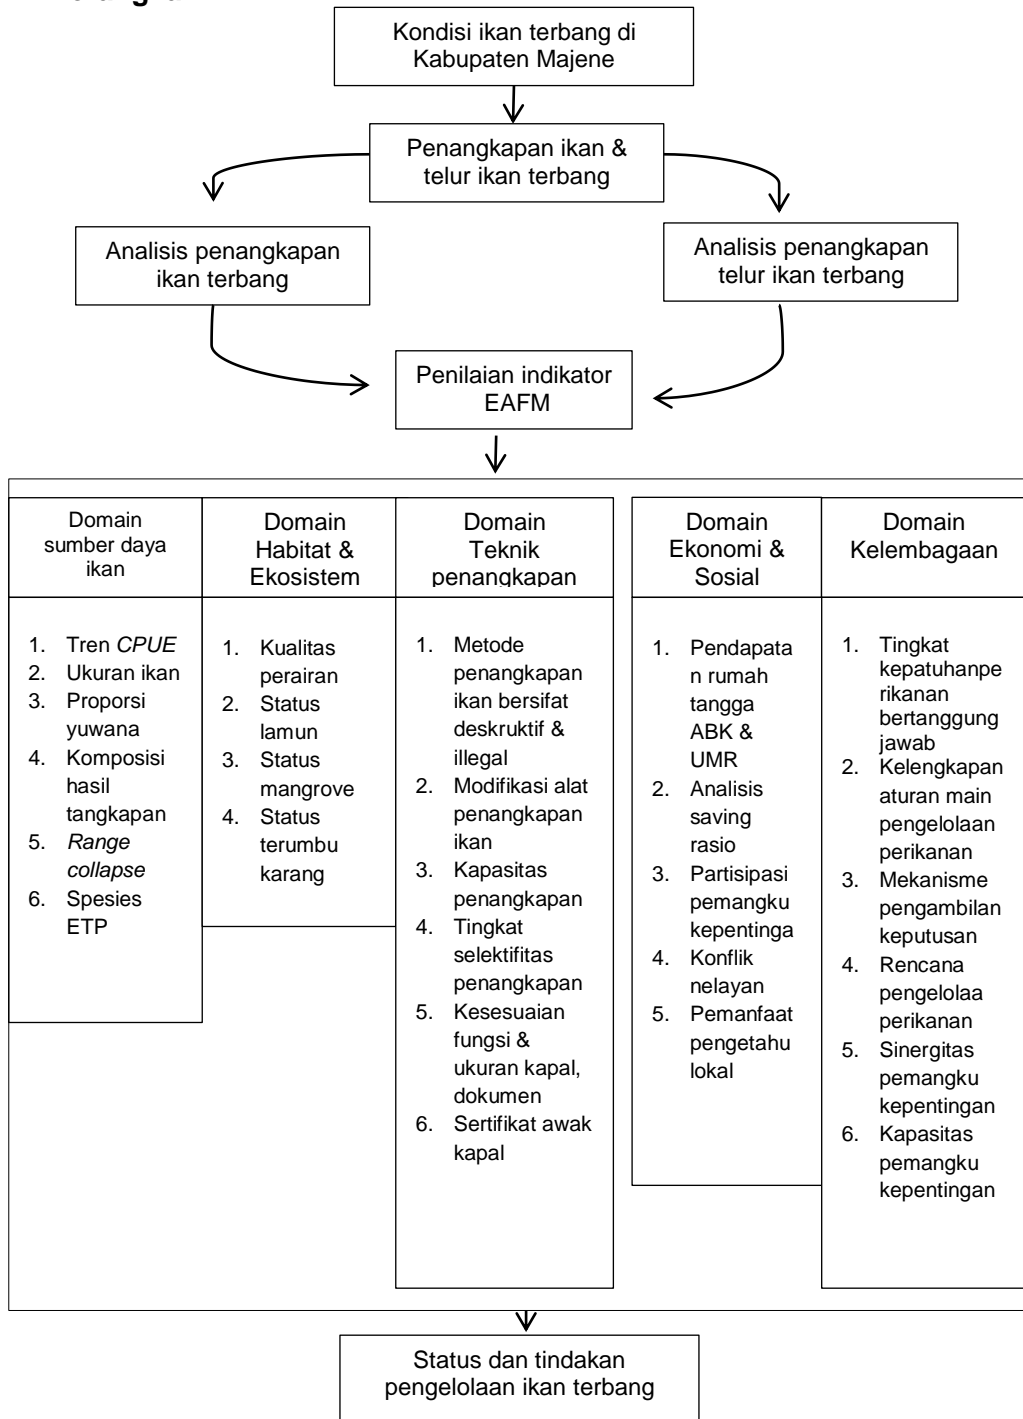 Kondisi ikan terbang di
Kabupaten Majene
Penangkapan ikan &
telur ikan terbang
Analisis penangkapan
ikan terbang
Analisis penangkapan
telur ikan terbang
Penilaian indikator
EAFM
Domain
sumber daya
ikan
1. Tren CPUE
2. Ukuran ikan
3. Proporsi
yuwana
4. Komposisi
hasil
tangkapan
5. Range
collapse
6. Spesies
ETP
Domain
Habitat &
Ekosistem
1. Kualitas
perairan
2. Status
lamun
3. Status
mangrove
4. Status
terumbu
karang
Domain
Teknik
penangkapan
1. Metode
penangkapan
ikan bersifat
deskruktif &
illegal
2. Modifikasi alat
penangkapan
ikan
3. Kapasitas
penangkapan
4. Tingkat
selektifitas
penangkapan
5. Kesesuaian
fungsi &
ukuran kapal,
dokumen
6. Sertifikat awak
kapal
Domain
Ekonomi &
Sosial
1. Pendapata
n rumah
tangga
ABK &
UMR
2. Analisis
saving
rasio
3. Partisipasi
pemangku
kepentinga
4. Konflik
nelayan
5. Pemanfaat
pengetahu
lokal
Domain
Kelembagaan
1. Tingkat
kepatuhanpe
rikanan
bertanggung
jawab
2. Kelengkapan
aturan main
pengelolaan
perikanan
3. Mekanisme
pengambilan
keputusan
4. Rencana
pengelolaa
perikanan
5. Sinergitas
pemangku
kepentingan
6. Kapasitas
pemangku
kepentingan
Status dan tindakan
pengelolaan ikan terbang